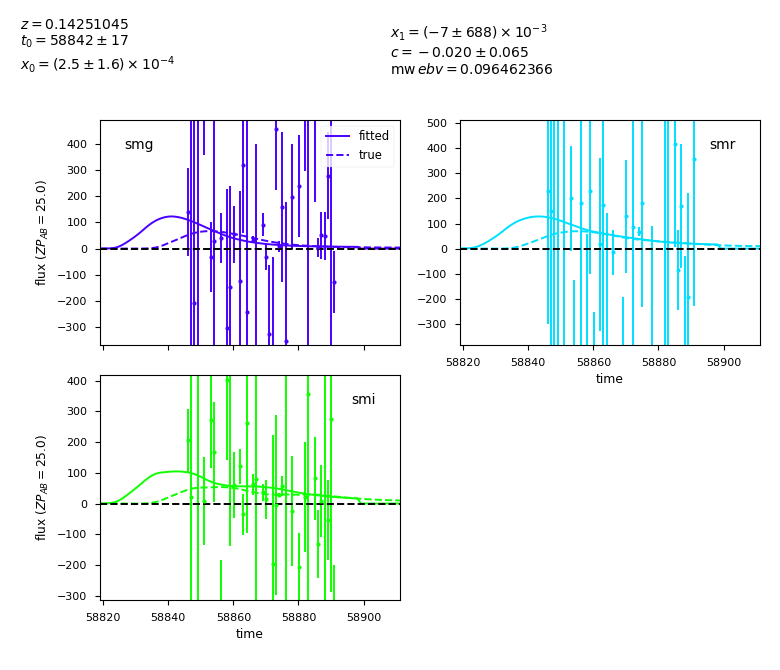 z = 0.14251045
t₀ = 58842 ± 17
x₀ = (2.5 ± 1.6) × 10⁻⁴
x₁ = (−7 ± 688) × 10⁻³
c = −0.020 ± 0.065
mw ebv = 0.096462366
smg
fitted
true
400
300
200
100
0
−100
−200
−300
flux (ZP_AB = 25.0)
smr
500
400
300
200
100
0
−100
−200
−300
58820 58840 58860 58880 58900
time
smi
400
300
200
100
0
−100
−200
−300
flux (ZP_AB = 25.0)
58820 58840 58860 58880 58900
time